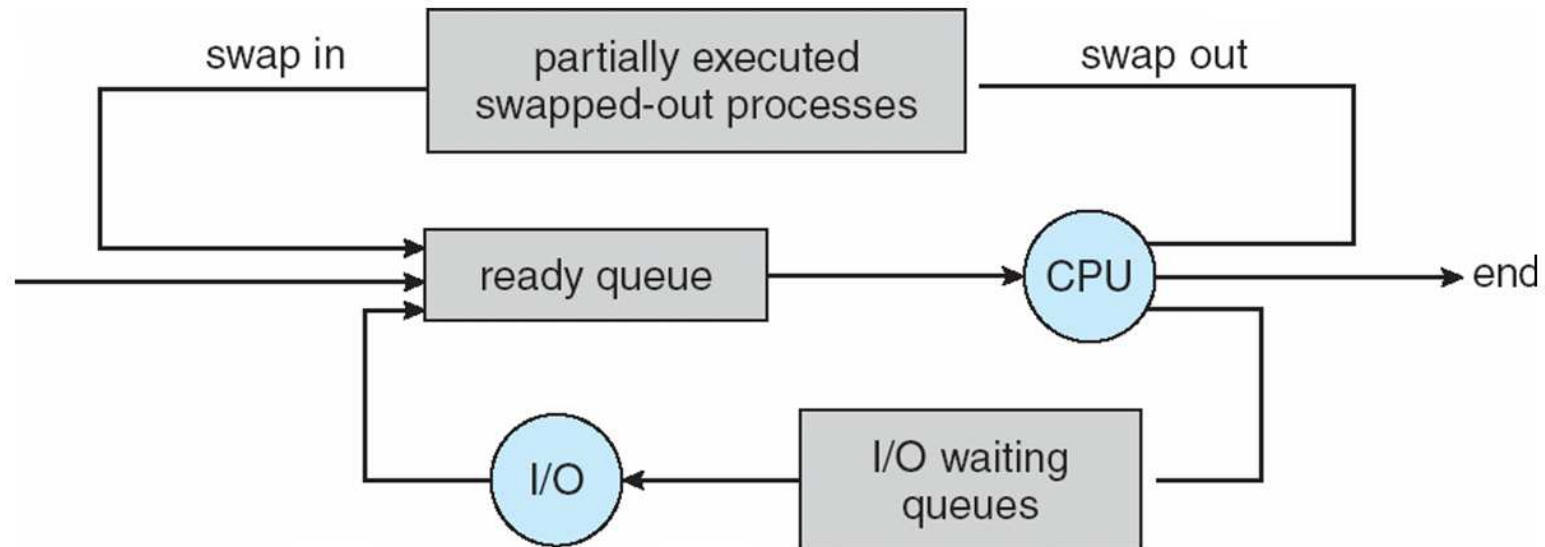 swap in
partially executed
swapped-out processes
swap out
ready queue
CPU
end
I/O
I/O waiting
queues